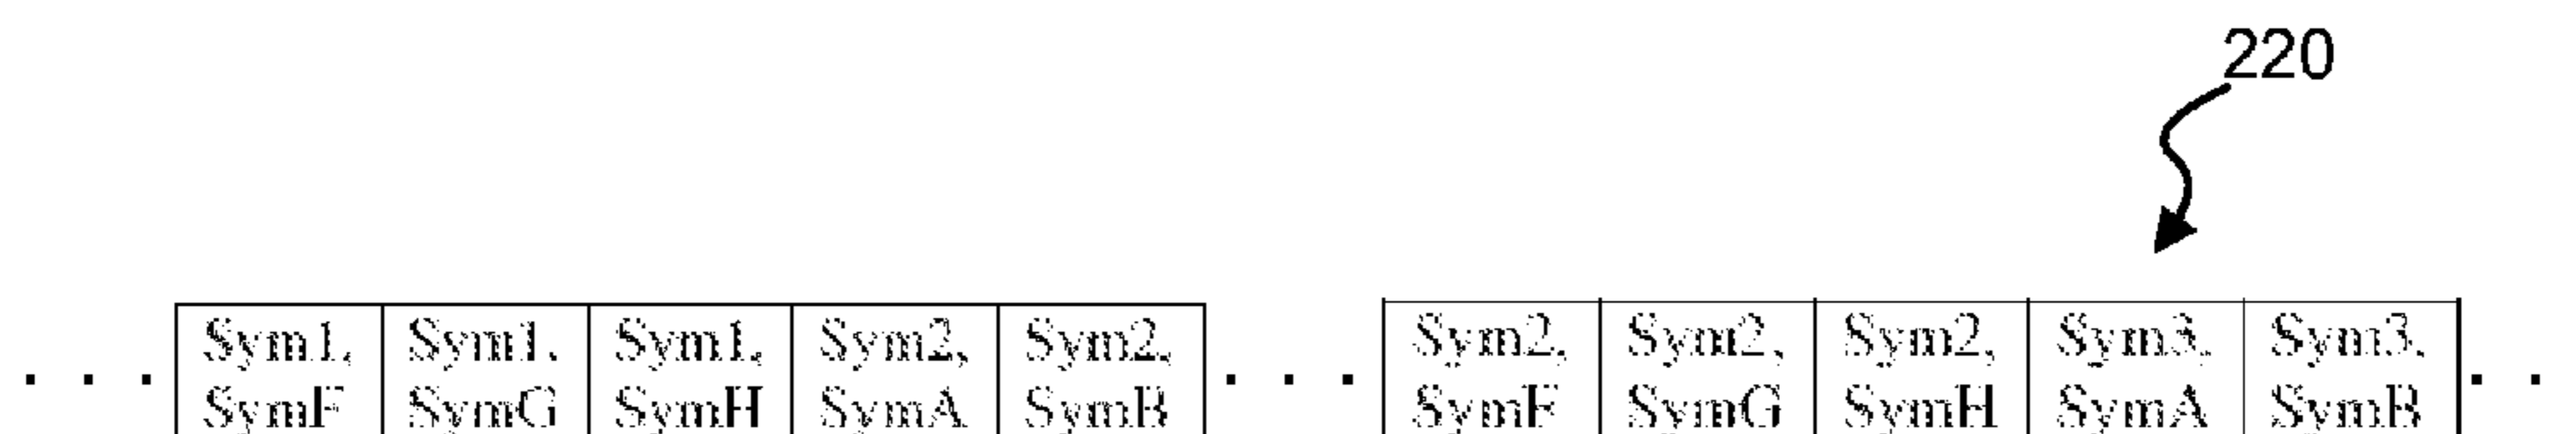 220
Sym1, Sym1, Sym1, Sym2, Sym2, Sym2, Sym2, Sym2, Sym3, Sym3,
. . . SymF SymG SymH SymA SymB . . . SymF SymG SymH SymA SymB . .